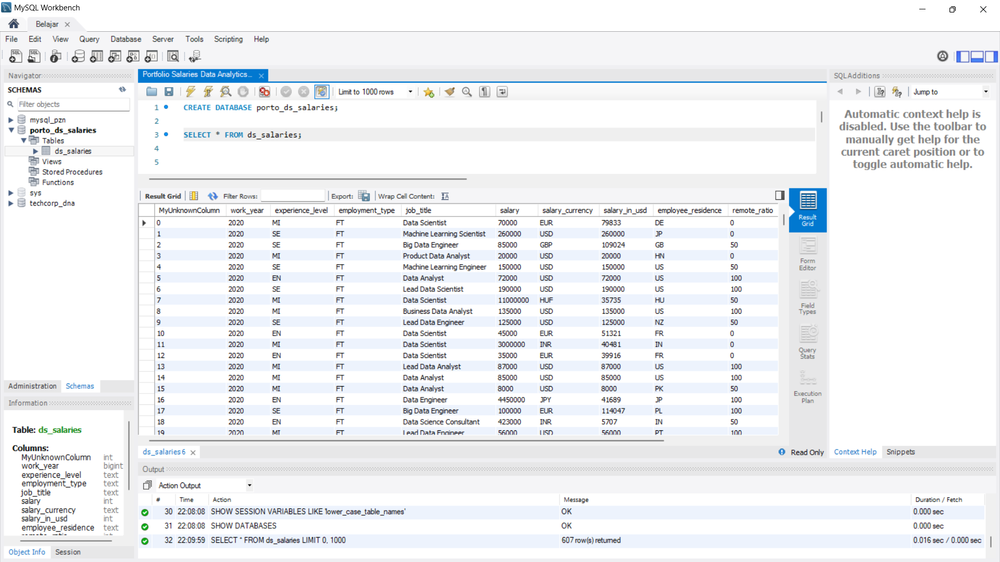 MySQL Workbench
Belajar
File Edit View Query Database Server Tools Scripting Help
Navigator
SCHEMAS
Filter objects
mysql_pzn
porto_ds_salaries
Tables
ds_salaries
Views
Stored Procedures
Functions
sys
techcorp_dna
Administration Schemas
Information
Table: ds_salaries
Columns:
MyUnknownColumn int
work_year bigint
experience_level text
employment_type text
job_title text
salary int
salary_currency text
salary_in_usd int
employee_residence text
remote_ratio int
Object Info Session
Portfolio Salaries Data Analytics...
Limit to 1000 rows
1 CREATE DATABASE porto_ds_salaries;
2
3 SELECT * FROM ds_salaries;
4
5
Result Grid Filter Rows: Export: Wrap Cell Content:
MyUnknownColumn work_year experience_level employment_type job_title salary salary_currency salary_in_usd employee_residence remote_ratio
0 2020 MI FT Data Scientist 70000 EUR 79833 DE 0
1 2020 SE FT Machine Learning Scientist 260000 USD 260000 JP 0
2 2020 SE FT Big Data Engineer 85000 GBP 109024 GB 50
3 2020 MI FT Product Data Analyst 20000 USD 20000 HN 0
4 2020 SE FT Machine Learning Engineer 150000 USD 150000 US 50
5 2020 EN FT Data Analyst 72000 USD 72000 US 100
6 2020 SE FT Lead Data Scientist 190000 USD 190000 US 100
7 2020 MI FT Data Scientist 11000000 HUF 35735 HU 50
8 2020 MI FT Business Data Analyst 135000 USD 135000 US 100
9 2020 SE FT Lead Data Engineer 125000 USD 125000 NZ 50
10 2020 EN FT Data Scientist 45000 EUR 51321 FR 0
11 2020 MI FT Data Scientist 3000000 INR 40481 IN 0
12 2020 EN FT Data Scientist 35000 EUR 39916 FR 0
13 2020 MI FT Lead Data Analyst 87000 USD 87000 US 100
14 2020 MI FT Data Analyst 85000 USD 85000 US 100
15 2020 MI FT Data Analyst 8000 USD 8000 PK 50
16 2020 EN FT Data Engineer 4450000 JPY 41689 JP 100
17 2020 SE FT Big Data Engineer 100000 EUR 114047 PL 100
18 2020 EN FT Data Science Consultant 423000 INR 5707 IN 50
19 2020 MI FT Lead Data Engineer 56000 USD 56000 PT 100
Result Grid
Form Editor
Field Types
Query Stats
Execution Plan
ds_salaries 6
Read Only
SQLAdditions
Jump to
Automatic context help is
disabled. Use the toolbar to
manually get help for the
current caret position or to
toggle automatic help.
Context Help Snippets
Output
Action Output
# Time Action Message Duration / Fetch
30 22:08:08 SHOW SESSION VARIABLES LIKE 'lower_case_table_names' OK 0.000 sec
31 22:08:08 SHOW DATABASES OK 0.000 sec
32 22:09:59 SELECT * FROM ds_salaries LIMIT 0, 1000 607 row(s) returned 0.016 sec / 0.000 sec